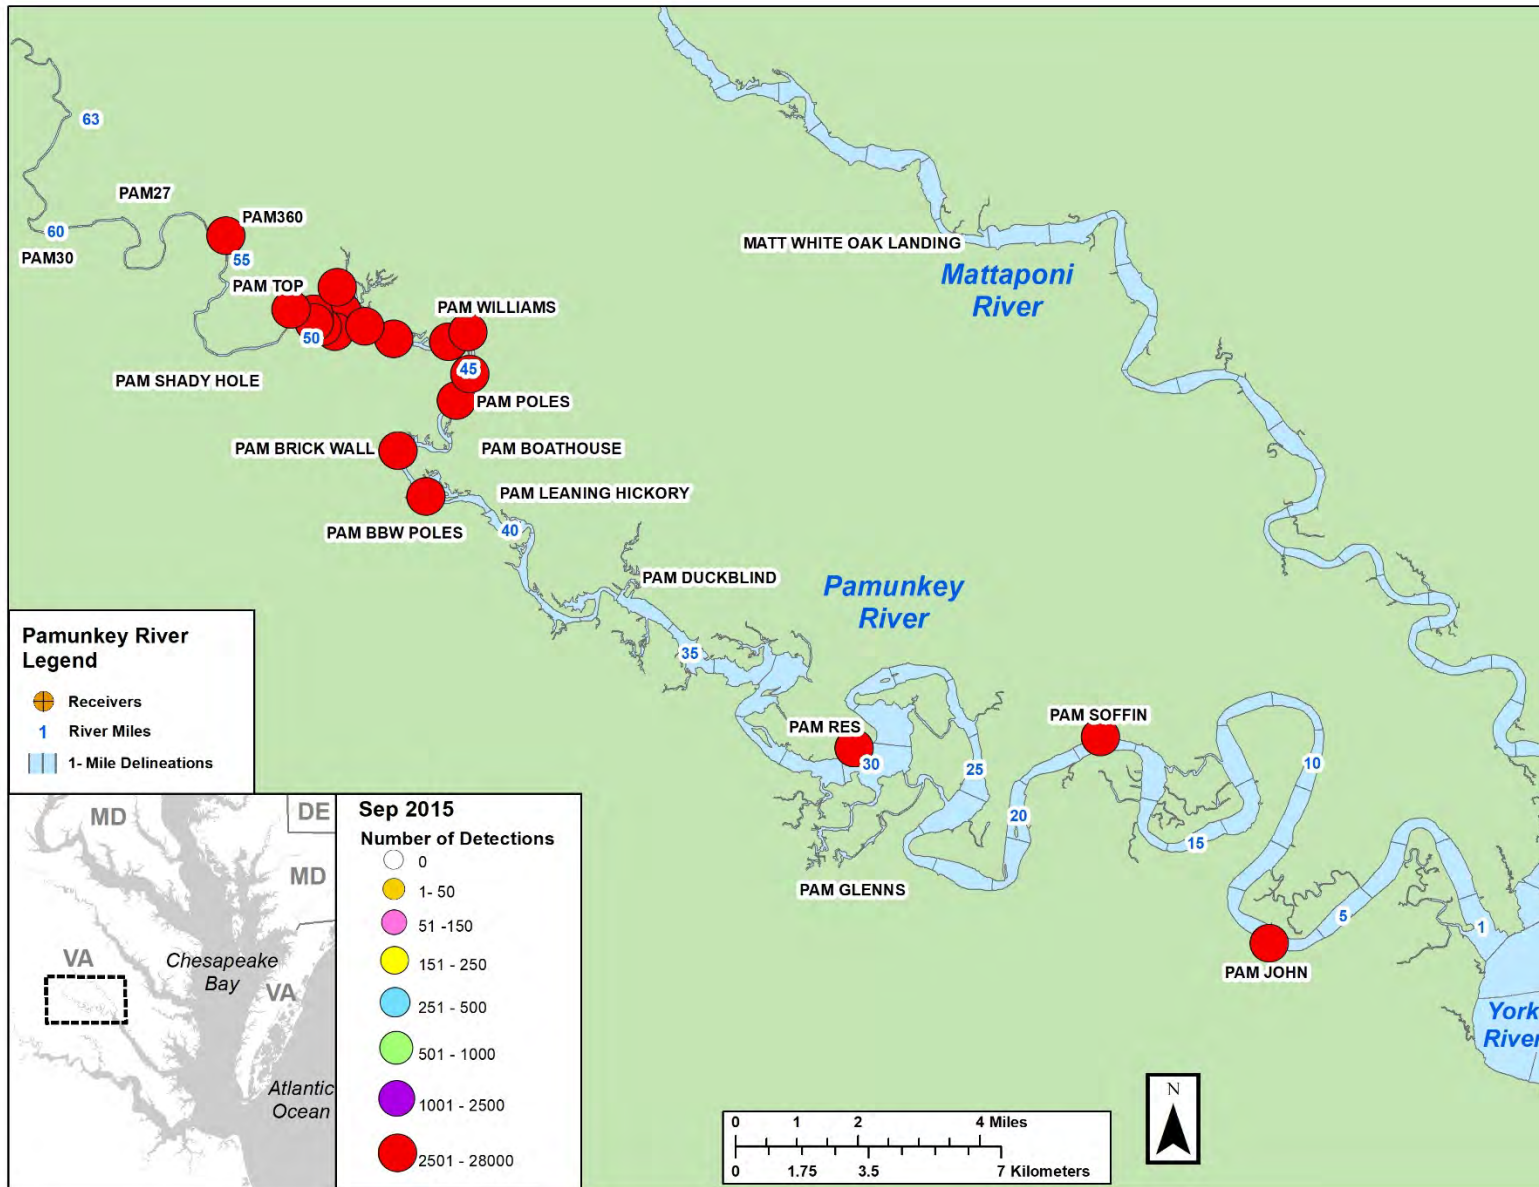 63
PAM27
PAM360
60
PAM30
55
PAM TOP
MATT WHITE OAK LANDING
Mattaponi
River
PAM WILLIAMS
50
45
PAM SHADY HOLE
PAM POLES
PAM BRICK WALL
PAM BOATHOUSE
PAM LEANING HICKORY
PAM BBW POLES
40
PAM DUCKBLIND
Pamunkey
River
35
PAM RES
PAM SOFFIN
30
25
10
20
15
PAM GLENNS
5
1
PAM JOHN
York
River
Pamunkey River
Legend
Receivers
1 River Miles
1- Mile Delineations
MD
DE
MD
VA
Chesapeake
Bay
VA
Atlantic
Ocean
Sep 2015
Number of Detections
0
1- 50
51 -150
151 - 250
251 - 500
501 - 1000
1001 - 2500
2501 - 28000
0 1 2 4 Miles
0 1.75 3.5 7 Kilometers
N